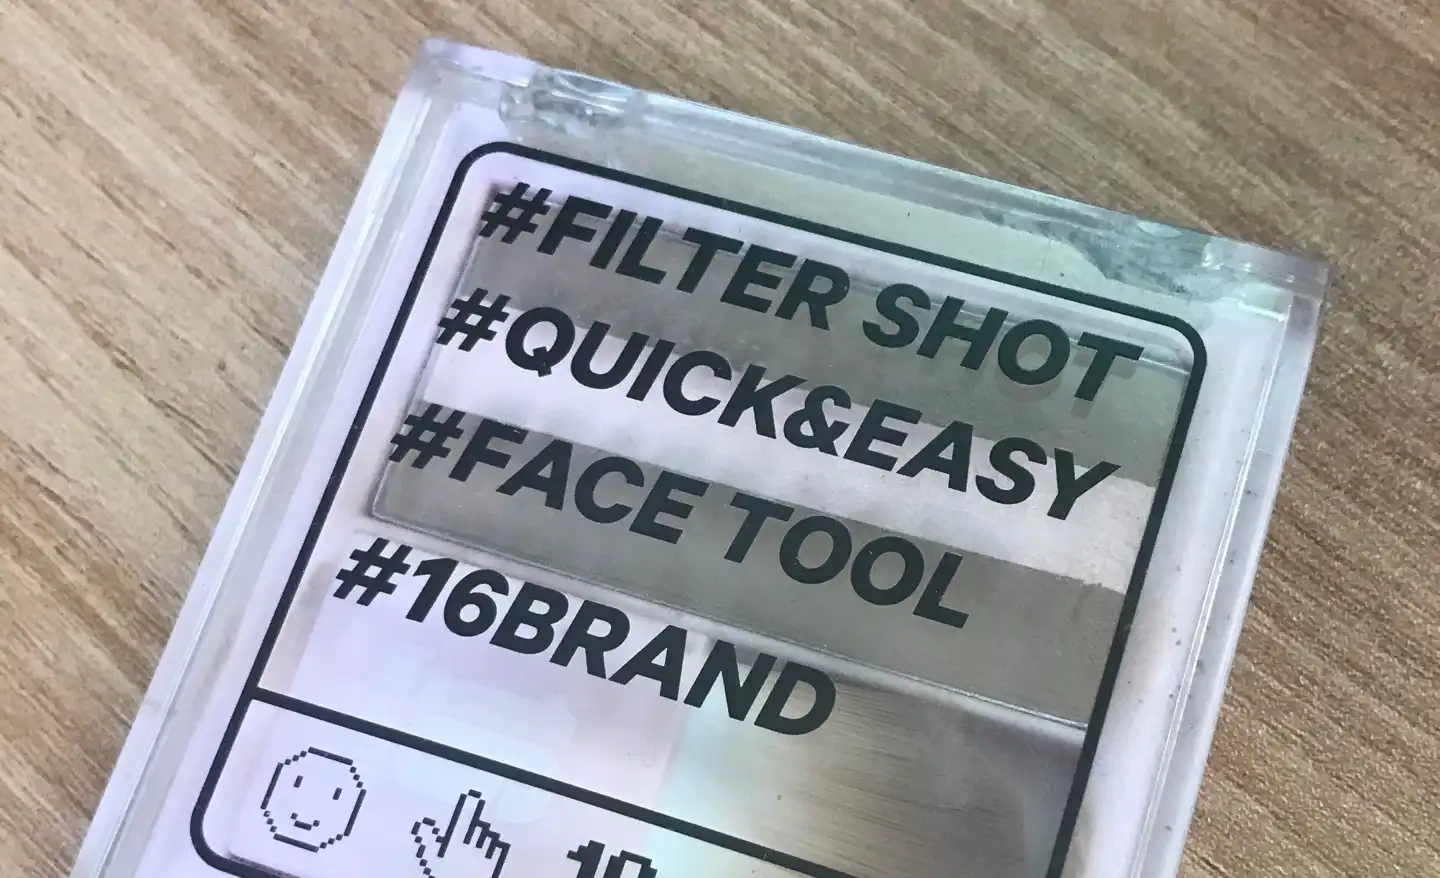 #FILTER SHOT
#QUICK&EASY
#FACE TOOL
#16BRAND